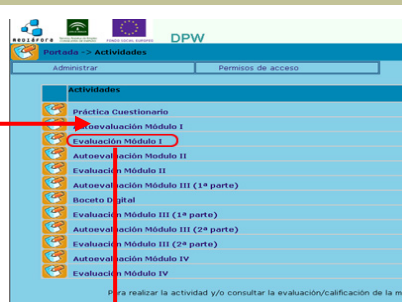 DPW
FONDO SOCIAL EUROPEO
Portada -> Actividades
Administrar Permisos de acceso
Actividades
Práctica Cuestionario
Autoevaluación Módulo I
Evaluación Módulo I
Autoevaluación Módulo II
Evaluación Módulo II
Autoevaluación Módulo III (1ª parte)
Boceto Digital
Evaluación Módulo III (1ª parte)
Autoevaluación Módulo III (2ª parte)
Evaluación Módulo III (2ª parte)
Autoevaluación Módulo IV
Evaluación Módulo IV
Para realizar la actividad y/o consultar la evaluación/calificación de la m